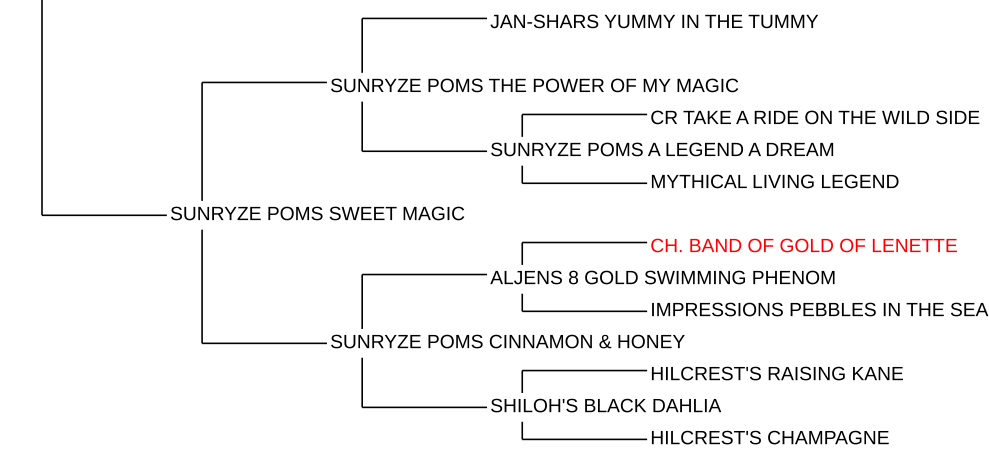 JAN-SHARS YUMMY IN THE TUMMY
SUNRYZE POMS THE POWER OF MY MAGIC
CR TAKE A RIDE ON THE WILD SIDE
SUNRYZE POMS A LEGEND A DREAM
MYTHICAL LIVING LEGEND
SUNRYZE POMS SWEET MAGIC
CH. BAND OF GOLD OF LENETTE
ALJENS 8 GOLD SWIMMING PHENOM
IMPRESSIONS PEBBLES IN THE SEA
SUNRYZE POMS CINNAMON & HONEY
HILCREST'S RAISING KANE
SHILOH'S BLACK DAHLIA
HILCREST'S CHAMPAGNE